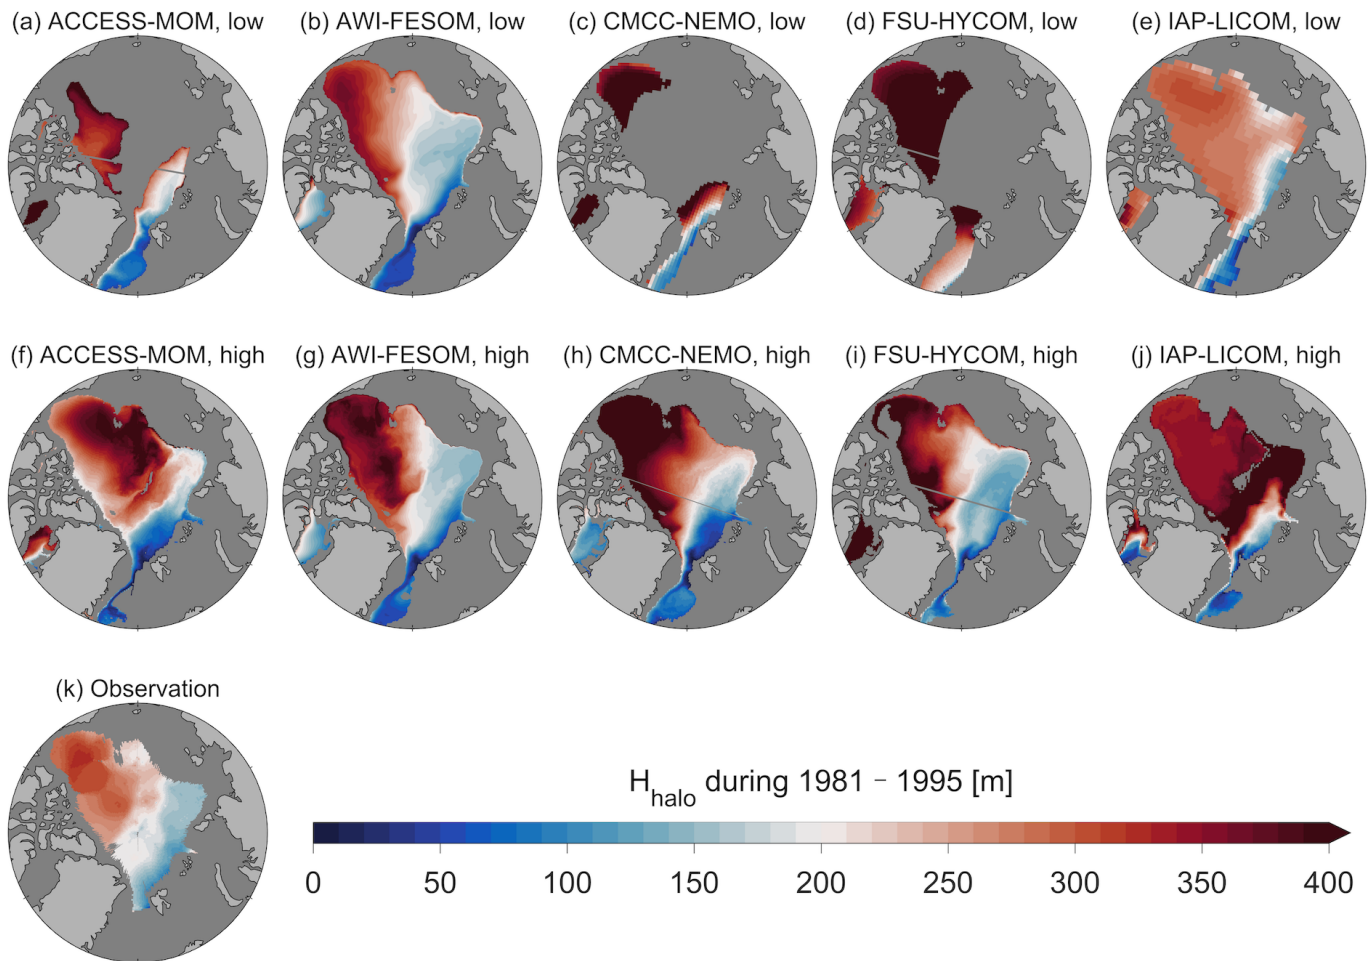 (a) ACCESS-MOM, low
(b) AWI-FESOM, low
(c) CMCC-NEMO, low
(d) FSU-HYCOM, low
(e) IAP-LICOM, low
(f) ACCESS-MOM, high
(g) AWI-FESOM, high
(h) CMCC-NEMO, high
(i) FSU-HYCOM, high
(j) IAP-LICOM, high
(k) Observation
H_halo during 1981 − 1995 [m]
0 50 100 150 200 250 300 350 400